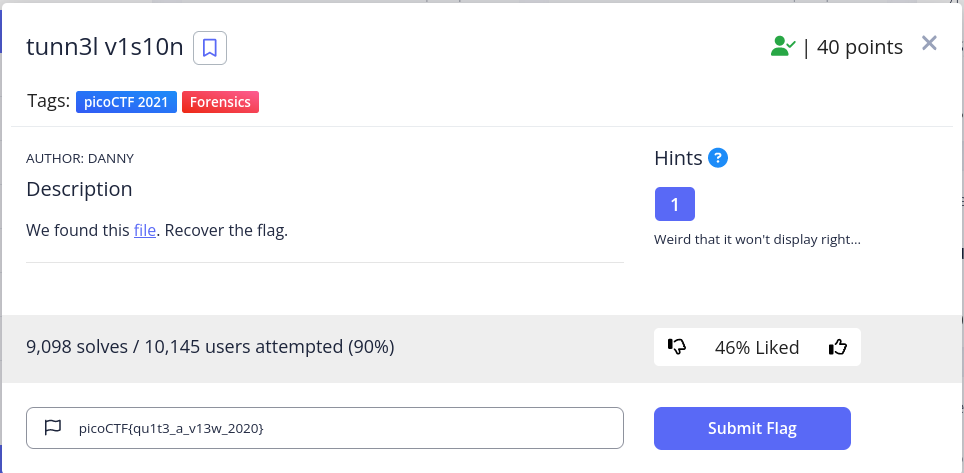 tunn3l v1s10n
| 40 points
Tags: picoCTF 2021 Forensics
AUTHOR: DANNY
Description
We found this file. Recover the flag.
Hints ?
1
Weird that it won't display right...
9,098 solves / 10,145 users attempted (90%)
46% Liked
picoCTF{qu1t3_a_v13w_2020}
Submit Flag